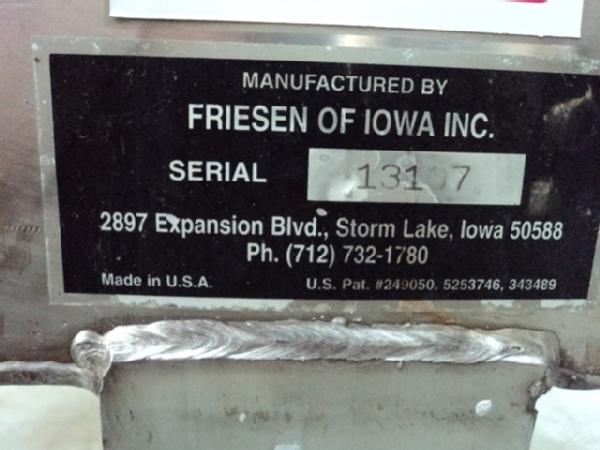 MANUFACTURED BY
FRIESEN OF IOWA INC.
SERIAL
2897 Expansion Blvd., Storm Lake, Iowa 50588
Ph. (712) 732-1780
Made in U.S.A. U.S. Pat. #249050, 5253746, 343489